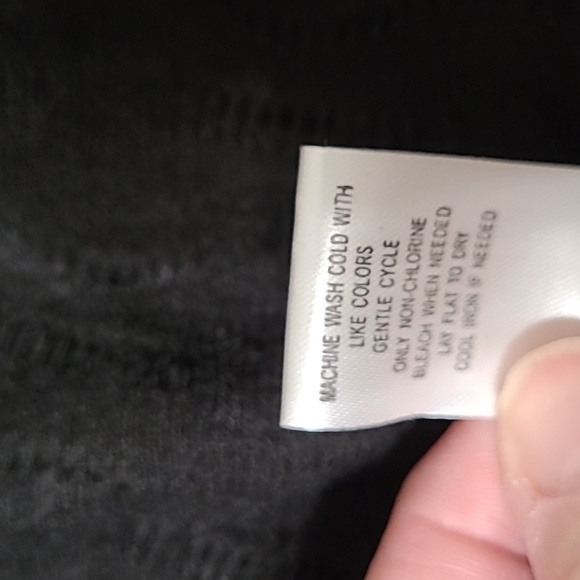 MACHINE WASH COLD WITH
LIKE COLORS
GENTLE CYCLE
ONLY NON-CHLORINE
BLEACH WHEN NEEDED
LAY FLAT TO DRY
COOL IRON IF NEEDED